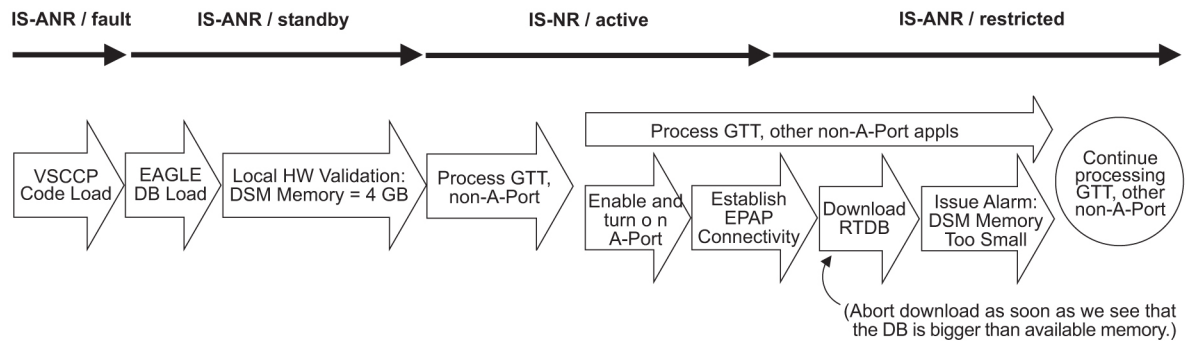 IS-ANR / fault
IS-ANR / standby
IS-NR / active
IS-ANR / restricted
VSCCP
Code Load
EAGLE
DB Load
Local HW Validation:
DSM Memory = 4 GB
Process GTT,
non-A-Port
Process GTT, other non-A-Port appls
Enable and
turn o n
A-Port
Establish
EPAP
Connectivity
Download
RTDB
Issue Alarm:
DSM Memory
Too Small
Continue
processing
GTT, other
non-A-Port
(Abort download as soon as we see that
the DB is bigger than available memory.)